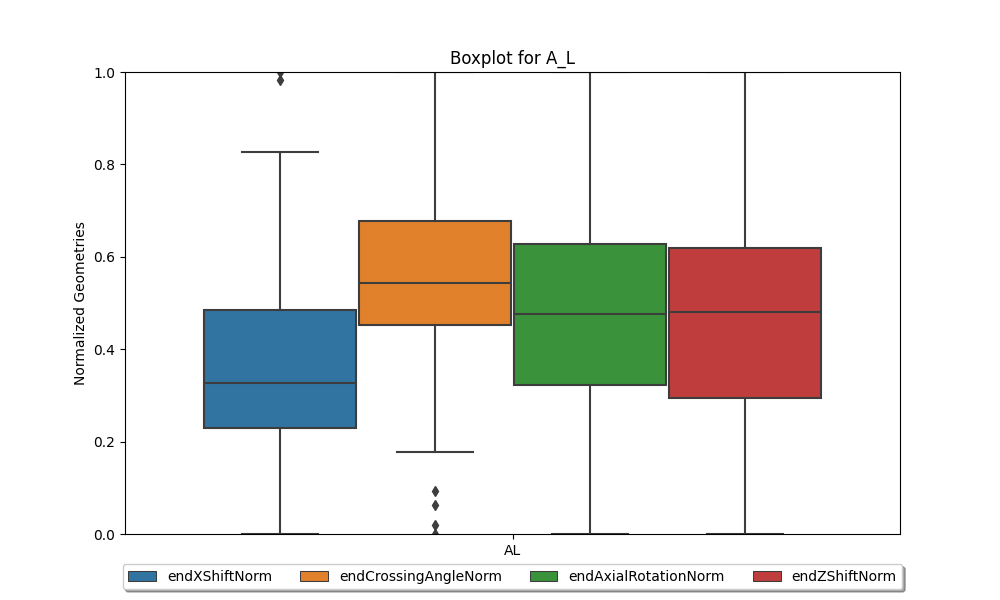 Boxplot for A_L
Normalized Geometries
1.0
0.8
0.6
0.4
0.2
0.0
AL
endXShiftNorm endCrossingAngleNorm endAxialRotationNorm endZShiftNorm